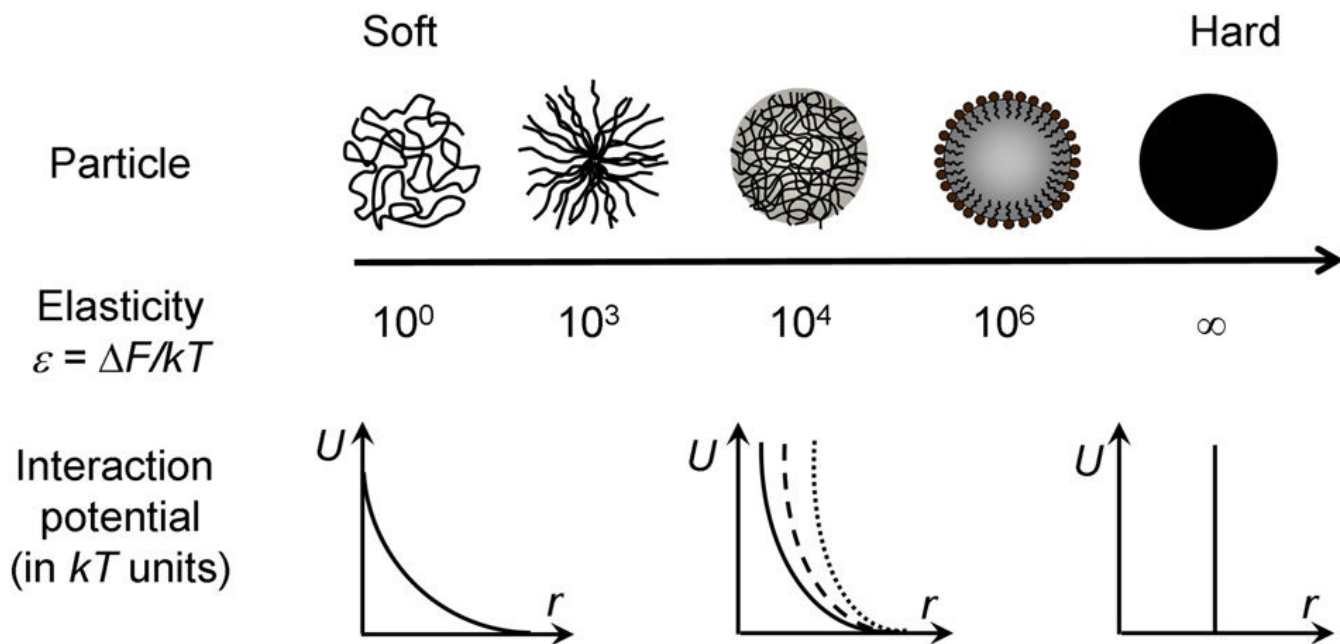 Soft
Hard
Particle
Elasticity
ε = ΔF/kT
10⁰
10³
10⁴
10⁶
∞
Interaction
potential
(in kT units)
U
r
U
r
U
r